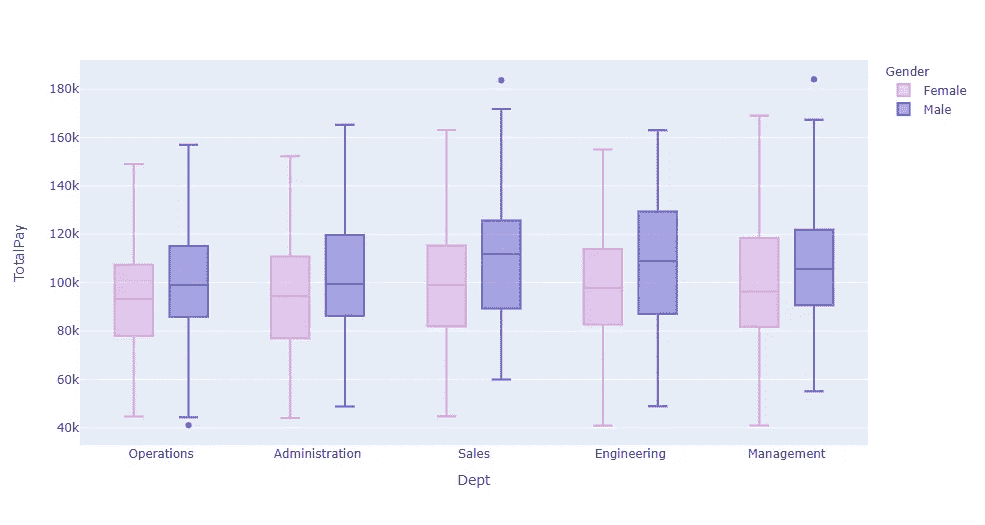 Gender
Female
Male
180k
160k
140k
120k
100k
80k
60k
40k
TotalPay
Operations Administration Sales Engineering Management
Dept